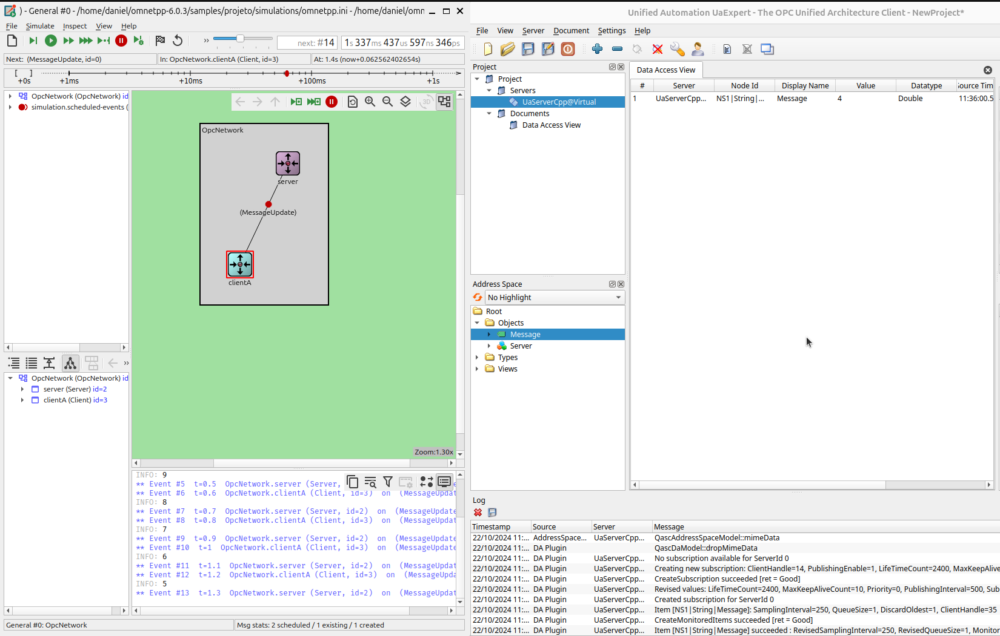 ) - General #0 - /home/daniel/omnetpp-6.0.3/samples/projeto/simulations/omnetpp.ini - /home/daniel/omn
File Simulate Inspect View Help
next: #14
1s 337ms 437us 597ns 346ps
Next: (MessageUpdate, id=0)
In: OpcNetwork.clientA (Client, id=3)
At: 1.4s (now+0.062562402654s)
+0s +1ms +10ms +100ms +1s
OpcNetwork (OpcNetwork) id
simulation.scheduled-events (
3D
OpcNetwork
server
(MessageUpdate)
clientA
Zoom:1.30x
OpcNetwork (OpcNetwork) id
server (Server) id=2
clientA (Client) id=3
INFO: 9
** Event #5 t=0.5 OpcNetwork.server (Server,
** Event #6 t=0.6 OpcNetwork.clientA (Client, id=3) on (MessageUpdat
INFO: 8
** Event #7 t=0.7 OpcNetwork.server (Server, id=2) on (MessageUpdate
** Event #8 t=0.8 OpcNetwork.clientA (Client, id=3) on (MessageUpdat
INFO: 7
** Event #9 t=0.9 OpcNetwork.server (Server, id=2) on (MessageUpdate
** Event #10 t=1 OpcNetwork.clientA (Client, id=3) on (MessageUpdate
INFO: 6
** Event #11 t=1.1 OpcNetwork.server (Server, id=2) on (MessageUpdat
** Event #12 t=1.2 OpcNetwork.clientA (Client, id=3) on (MessageUpda
INFO: 5
** Event #13 t=1.3 OpcNetwork.server (Server, id=2) on (MessageUpdat
General #0: OpcNetwork
Msg stats: 2 scheduled / 1 existing / 1 created
Unified Automation UaExpert - The OPC Unified Architecture Client - NewProject*
File View Server Document Settings Help
Project
Project
Servers
UaServerCpp@Virtual
Documents
Data Access View
Data Access View
# Server Node Id Display Name Value Datatype Source Tim
1 UaServerCpp... NS1|String|... Message 4 Double 11:36:00.5
Address Space
No Highlight
Root
Objects
Message
Server
Types
Views
Log
Timestamp Source Server Message
22/10/2024 11:... AddressSpace... UaServerCpp... QascAddressSpaceModel::mimeData
22/10/2024 11:... DA Plugin QascDaModel::dropMimeData
22/10/2024 11:... DA Plugin UaServerCpp... No subscription available for ServerId 0
22/10/2024 11:... DA Plugin UaServerCpp... Creating new subscription: ClientHandle=14, PublishingEnable=1, LifeTimeCount=2400, MaxKeepAlive
22/10/2024 11:... DA Plugin UaServerCpp... CreateSubscription succeeded [ret = Good]
22/10/2024 11:... DA Plugin UaServerCpp... Revised values: LifeTimeCount=2400, MaxKeepAliveCount=10, Priority=0, PublishingInterval=500, Sub
22/10/2024 11:... DA Plugin UaServerCpp... Created subscription for ServerId 0
22/10/2024 11:... DA Plugin UaServerCpp... Item [NS1|String|Message]: SamplingInterval=250, QueueSize=1, DiscardOldest=1, ClientHandle=35
22/10/2024 11:... DA Plugin UaServerCpp... CreateMonitoredItems succeeded [ret = Good]
22/10/2024 11:... DA Plugin UaServerCpp... Item [NS1|String|Message] succeeded : RevisedSamplingInterval=250, RevisedQueueSize=1, Monitor